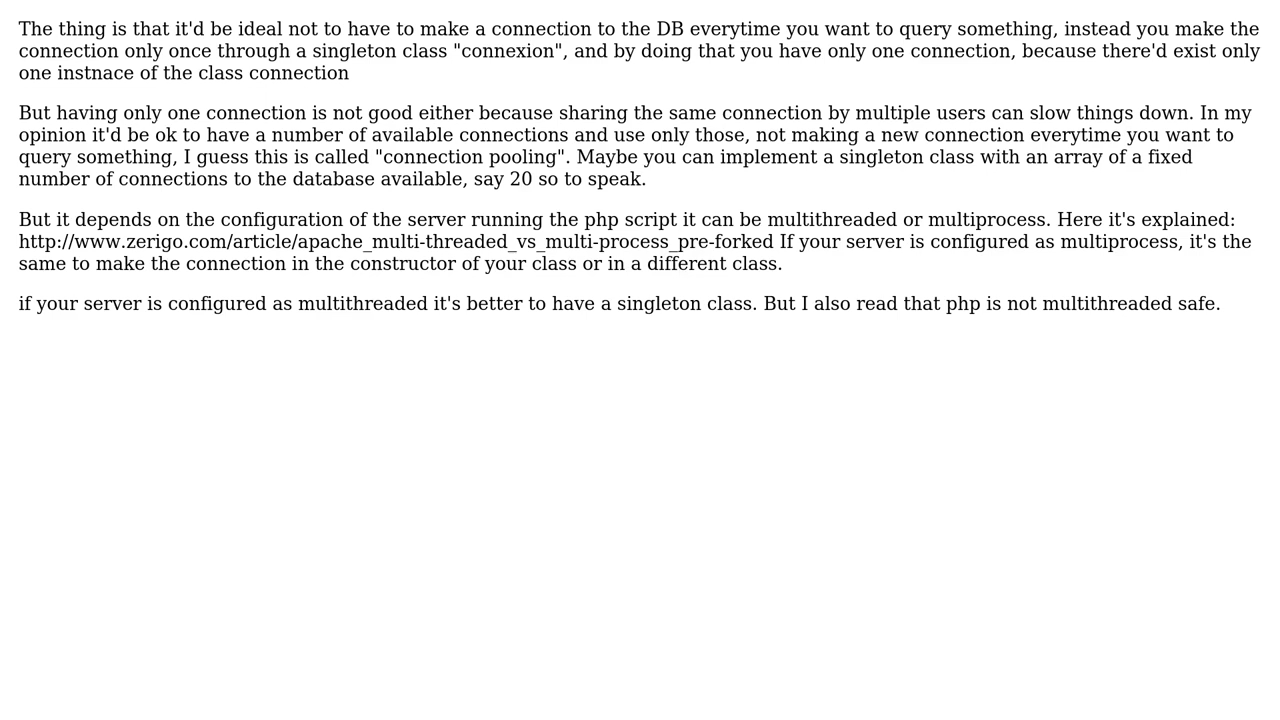 The thing is that it'd be ideal not to have to make a connection to the DB everytime you want to query something, instead you make the
connection only once through a singleton class "connexion", and by doing that you have only one connection, because there'd exist only
one instnace of the class connection
But having only one connection is not good either because sharing the same connection by multiple users can slow things down. In my
opinion it'd be ok to have a number of available connections and use only those, not making a new connection everytime you want to
query something, I guess this is called "connection pooling". Maybe you can implement a singleton class with an array of a fixed
number of connections to the database available, say 20 so to speak.
But it depends on the configuration of the server running the php script it can be multithreaded or multiprocess. Here it's explained:
http://www.zerigo.com/article/apache_multi-threaded_vs_multi-process_pre-forked If your server is configured as multiprocess, it's the
same to make the connection in the constructor of your class or in a different class.
if your server is configured as multithreaded it's better to have a singleton class. But I also read that php is not multithreaded safe.